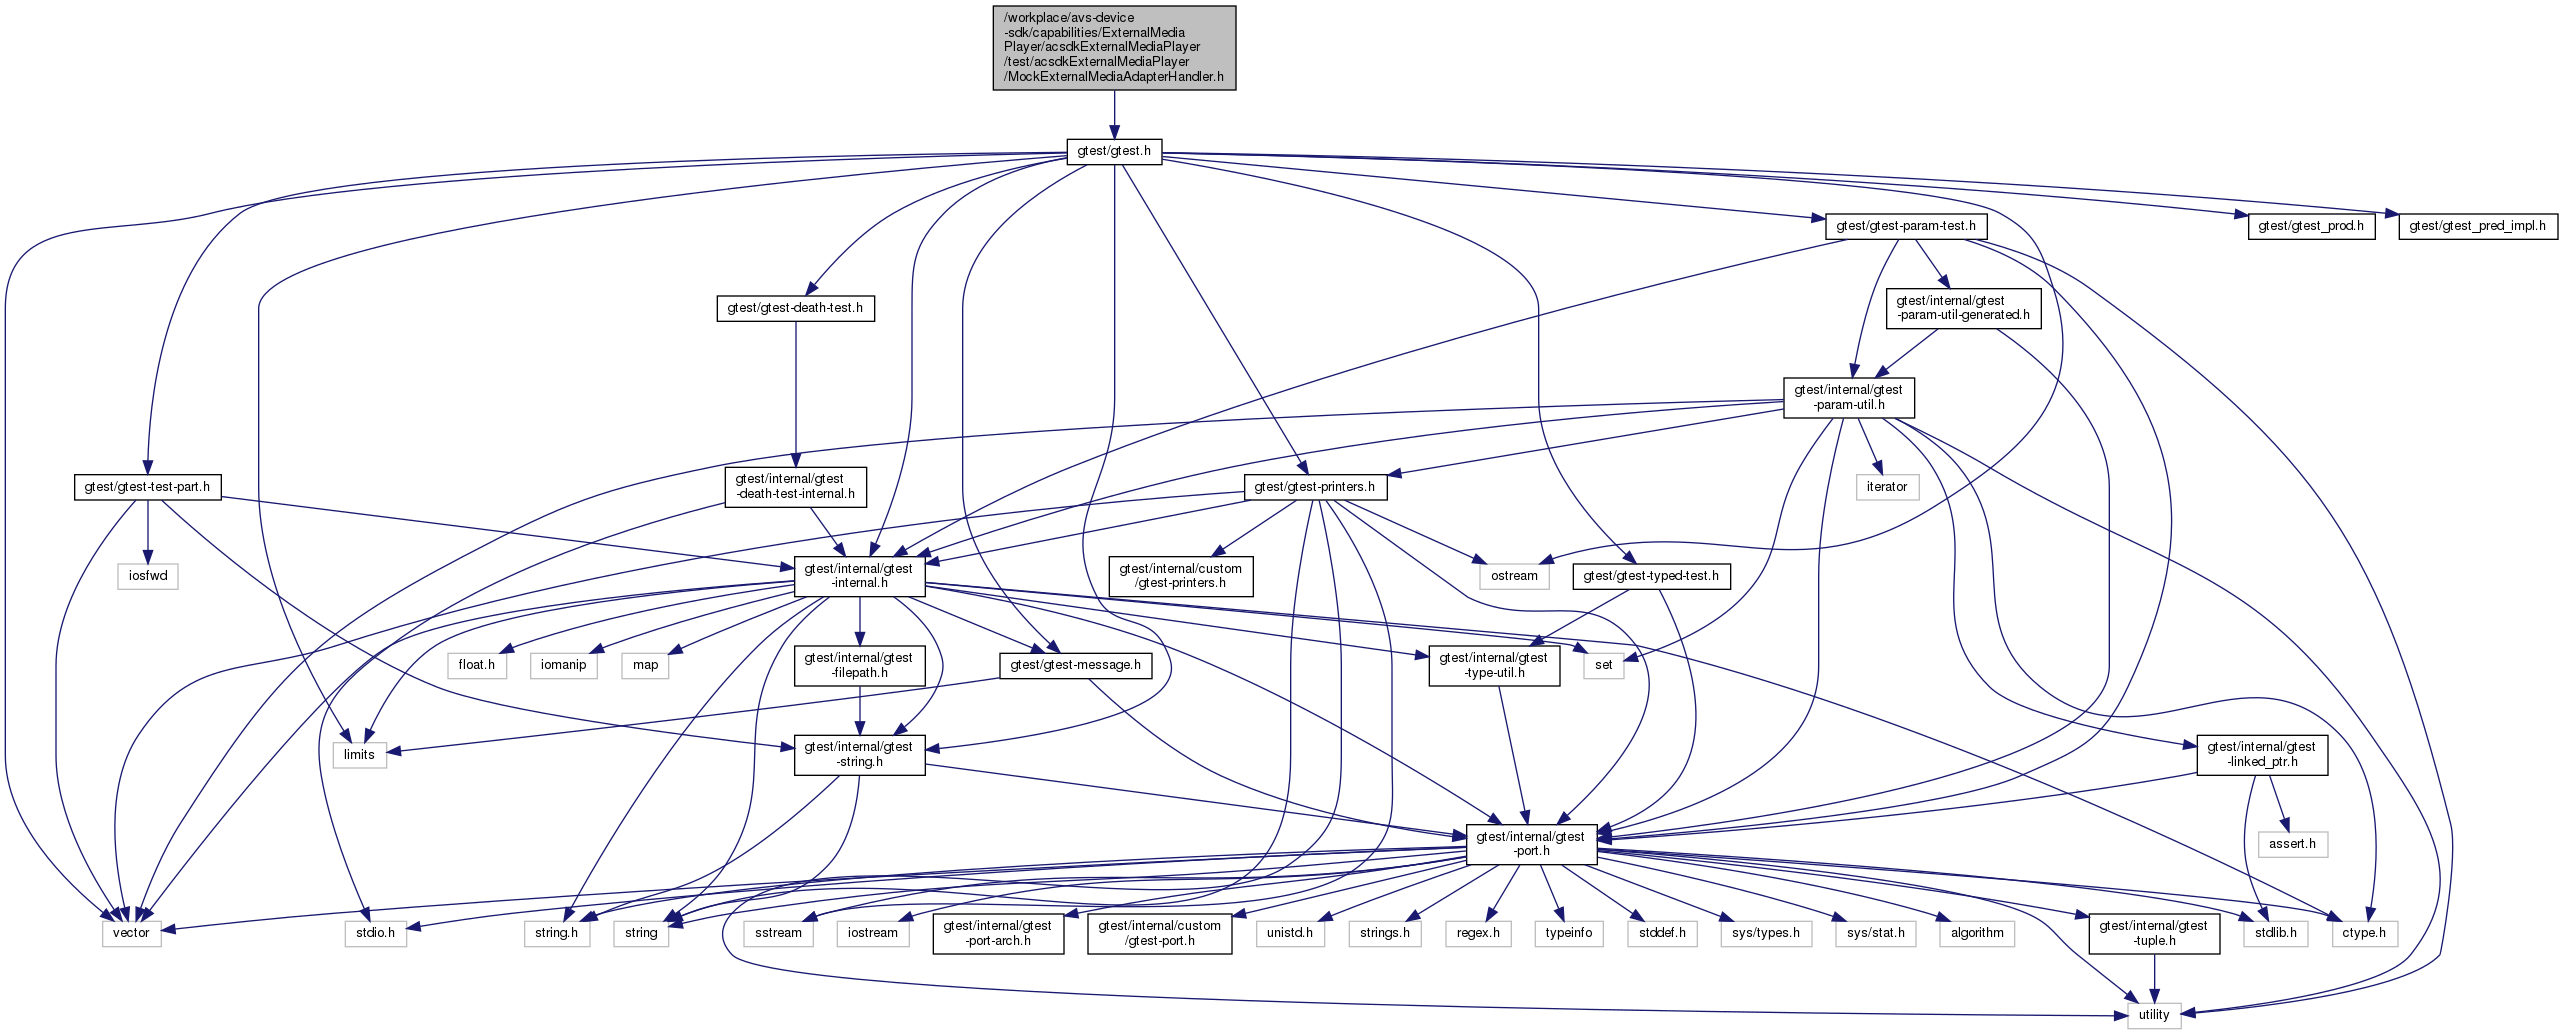 /workplace/avs-device
-sdk/capabilities/ExternalMedia
Player/acsdkExternalMediaPlayer
/test/acsdkExternalMediaPlayer
/MockExternalMediaAdapterHandler.h
gtest/gtest.h
gtest/gtest-param-test.h
gtest/gtest_prod.h
gtest/gtest_pred_impl.h
gtest/gtest-death-test.h
gtest/internal/gtest
-param-util-generated.h
gtest/internal/gtest
-param-util.h
gtest/gtest-test-part.h
gtest/internal/gtest
-death-test-internal.h
gtest/gtest-printers.h
iterator
iosfwd
gtest/internal/gtest
-internal.h
gtest/internal/custom
/gtest-printers.h
ostream
gtest/gtest-typed-test.h
float.h
iomanip
map
gtest/internal/gtest
-filepath.h
gtest/gtest-message.h
gtest/internal/gtest
-type-util.h
set
limits
gtest/internal/gtest
-string.h
gtest/internal/gtest
-linked_ptr.h
gtest/internal/gtest
-port.h
assert.h
vector
stdio.h
string.h
string
sstream
iostream
gtest/internal/gtest
-port-arch.h
gtest/internal/custom
/gtest-port.h
unistd.h
strings.h
regex.h
typeinfo
stddef.h
sys/types.h
sys/stat.h
algorithm
gtest/internal/gtest
-tuple.h
stdlib.h
ctype.h
utility